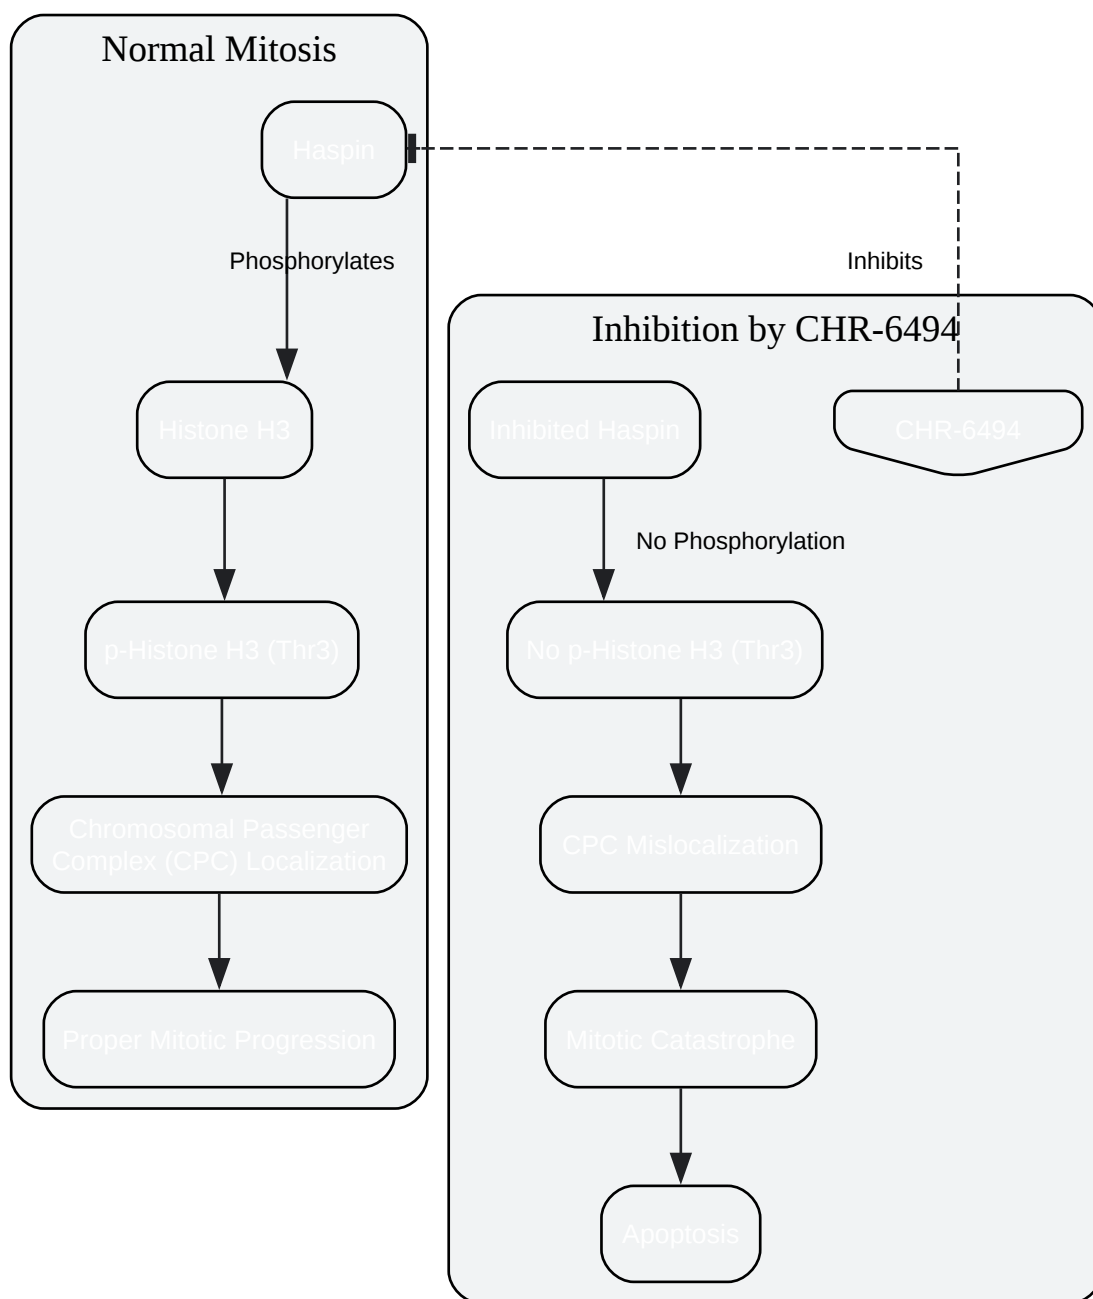 Normal Mitosis
Haspin
Phosphorylates
Histone H3
p-Histone H3 (Thr3)
Chromosomal Passenger
Complex (CPC) Localization
Proper Mitotic Progression
Inhibits
Inhibition by CHR-6494
Inhibited Haspin
CHR-6494
No Phosphorylation
No p-Histone H3 (Thr3)
CPC Mislocalization
Mitotic Catastrophe
Apoptosis